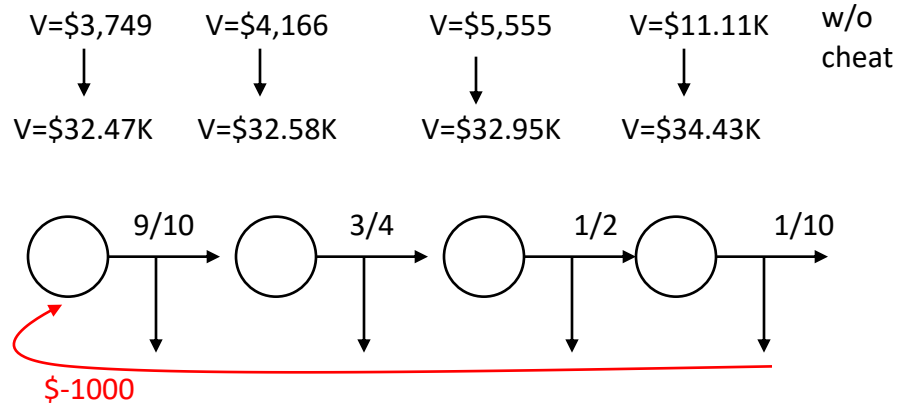 V=$3,749 V=$4,166 V=$5,555 V=$11.11K w/o
cheat
V=$32.47K V=$32.58K V=$32.95K V=$34.43K
9/10 3/4 1/2 1/10
$-1000